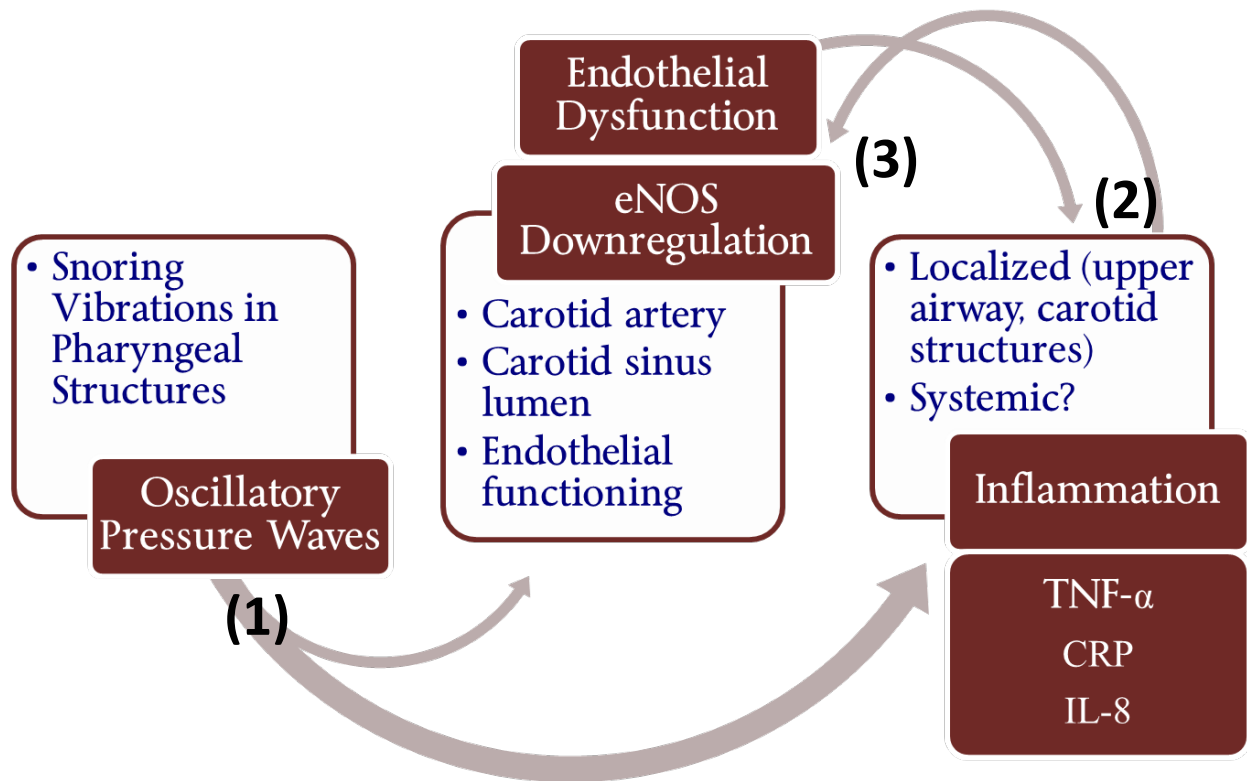 • Snoring
Vibrations in
Pharyngeal
Structures
Oscillatory
Pressure Waves
(1)
Endothelial
Dysfunction
eNOS
Downregulation
• Carotid artery
• Carotid sinus
lumen
• Endothelial
functioning
(3)
(2)
• Localized (upper
airway, carotid
structures)
• Systemic?
Inflammation
TNF-α
CRP
IL-8